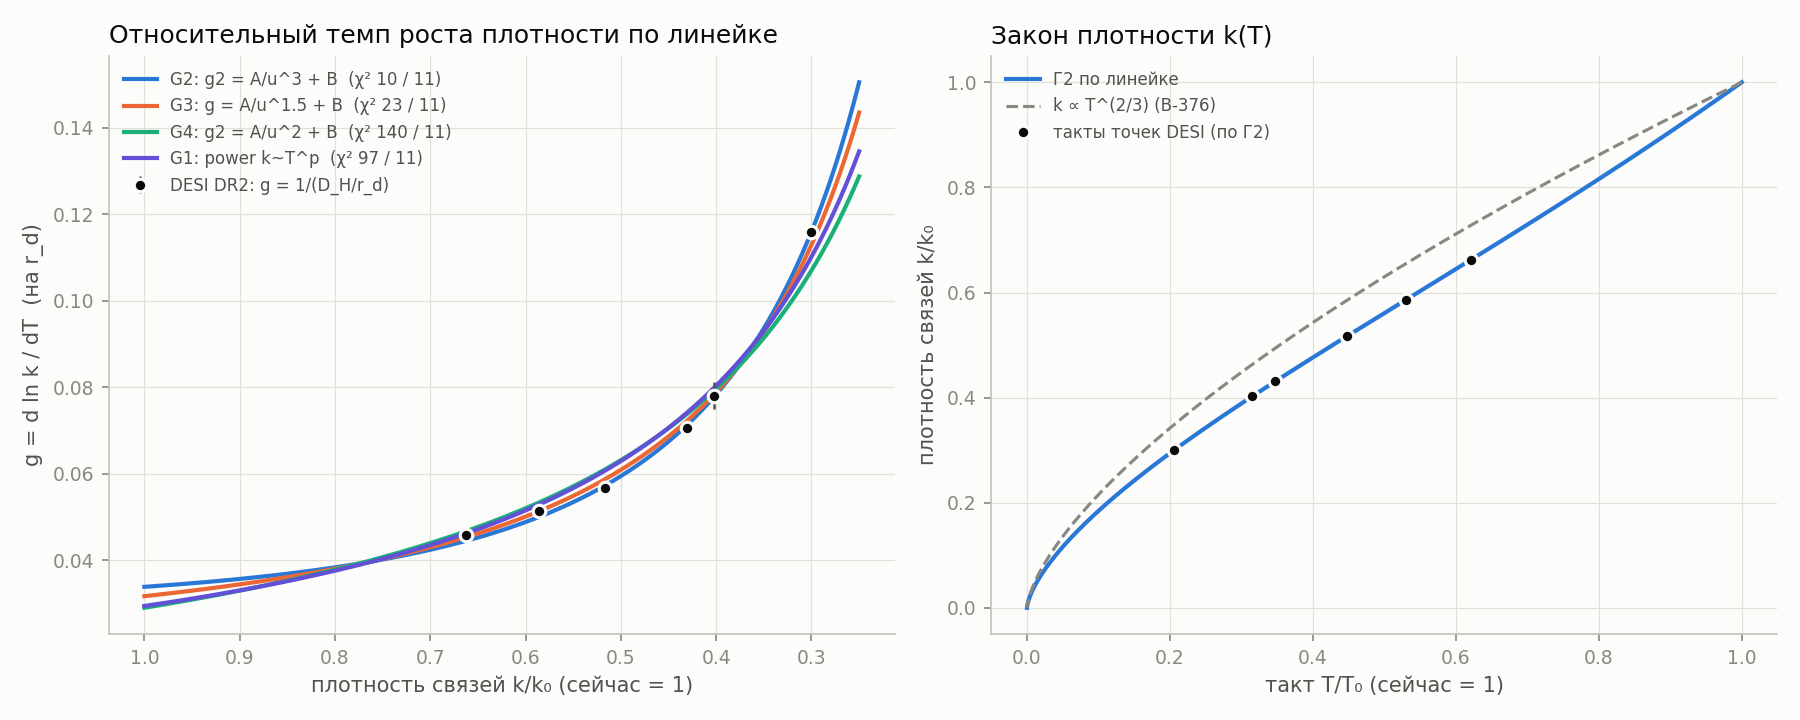 Относительный темп роста плотности по линейке
G2: g2 = A/u^3 + B (χ² 10 / 11)
G3: g = A/u^1.5 + B (χ² 23 / 11)
G4: g2 = A/u^2 + B (χ² 140 / 11)
G1: power k~T^p (χ² 97 / 11)
DESI DR2: g = 1/(D_H/r_d)
g = d ln k / dT (на r_d)
0.14
0.12
0.10
0.08
0.06
0.04
1.0 0.9 0.8 0.7 0.6 0.5 0.4 0.3
плотность связей k/k₀ (сейчас = 1)
Закон плотности k(T)
Г2 по линейке
k ∝ T^(2/3) (B-376)
такты точек DESI (по Г2)
плотность связей k/k₀
1.0
0.8
0.6
0.4
0.2
0.0
0.0 0.2 0.4 0.6 0.8 1.0
такт T/T₀ (сейчас = 1)